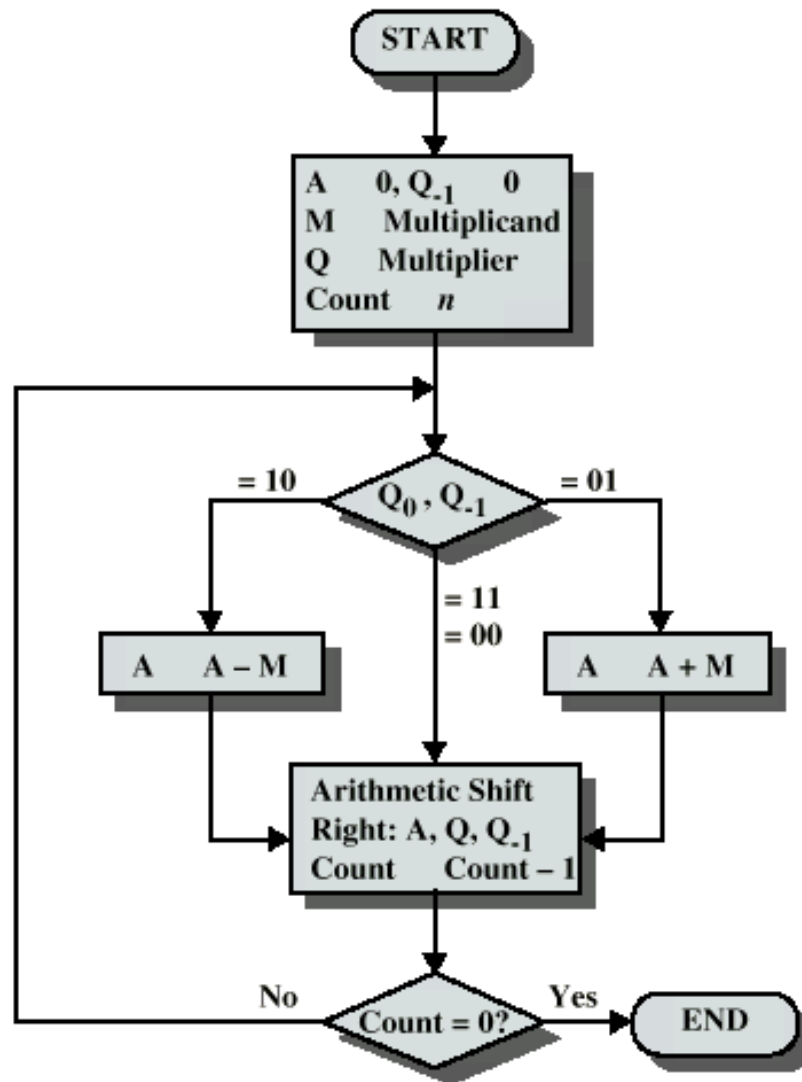 START
A 0, Q₋₁ 0
M Multiplicand
Q Multiplier
Count n
= 10
Q₀ , Q₋₁
= 01
= 11
= 00
A A – M
A A + M
Arithmetic Shift
Right: A, Q, Q₋₁
Count Count – 1
No
Count = 0?
Yes
END